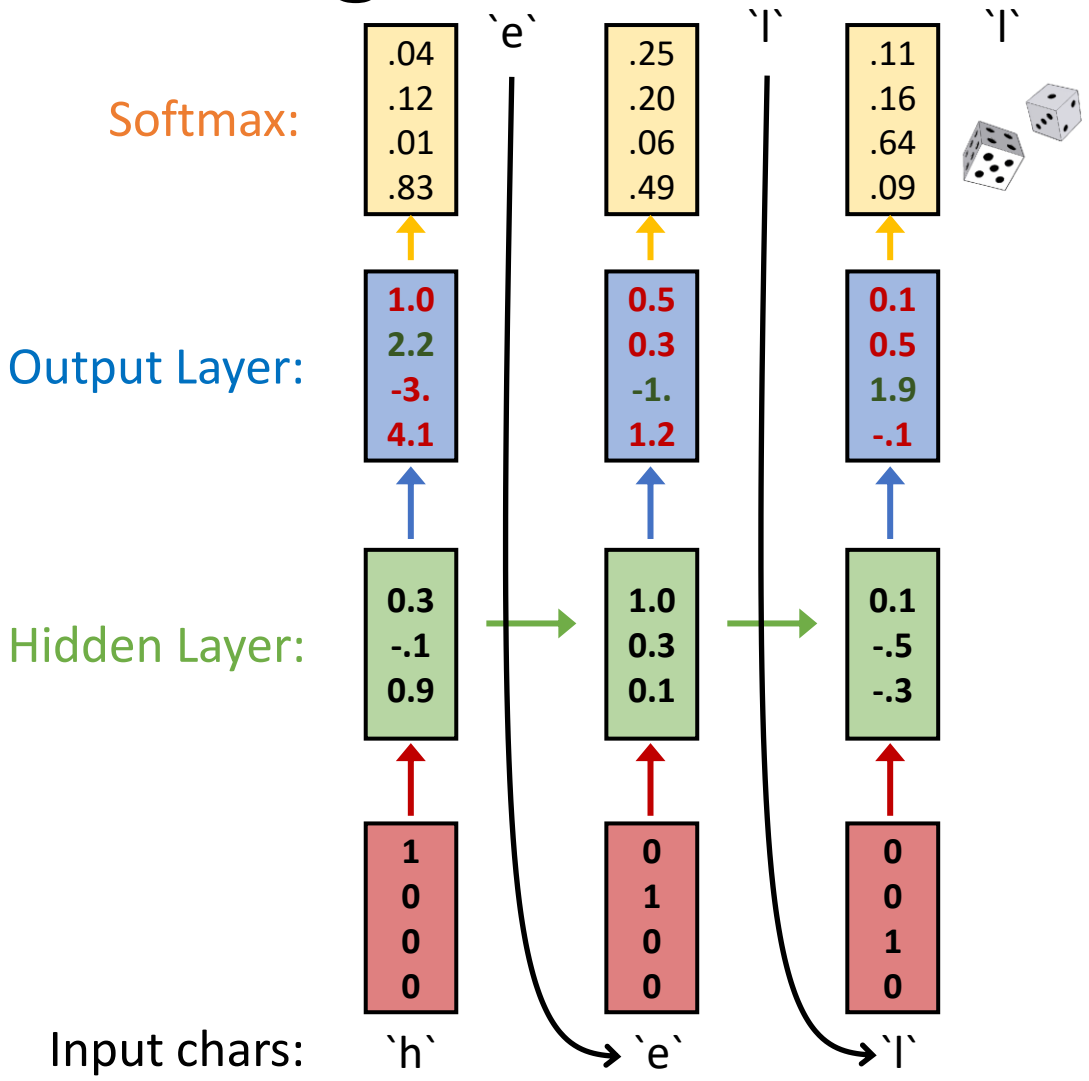 `e` `l` `l`
Softmax:
.04 .25 .11
.12 .20 .16
.01 .06 .64
.83 .49 .09
Output Layer:
1.0 0.5 0.1
2.2 0.3 0.5
-3. -1. 1.9
4.1 1.2 -.1
Hidden Layer:
0.3 1.0 0.1
-.1 0.3 -.5
0.9 0.1 -.3
1 0 0
0 1 0
0 0 1
0 0 0
Input chars: `h` `e` `l`